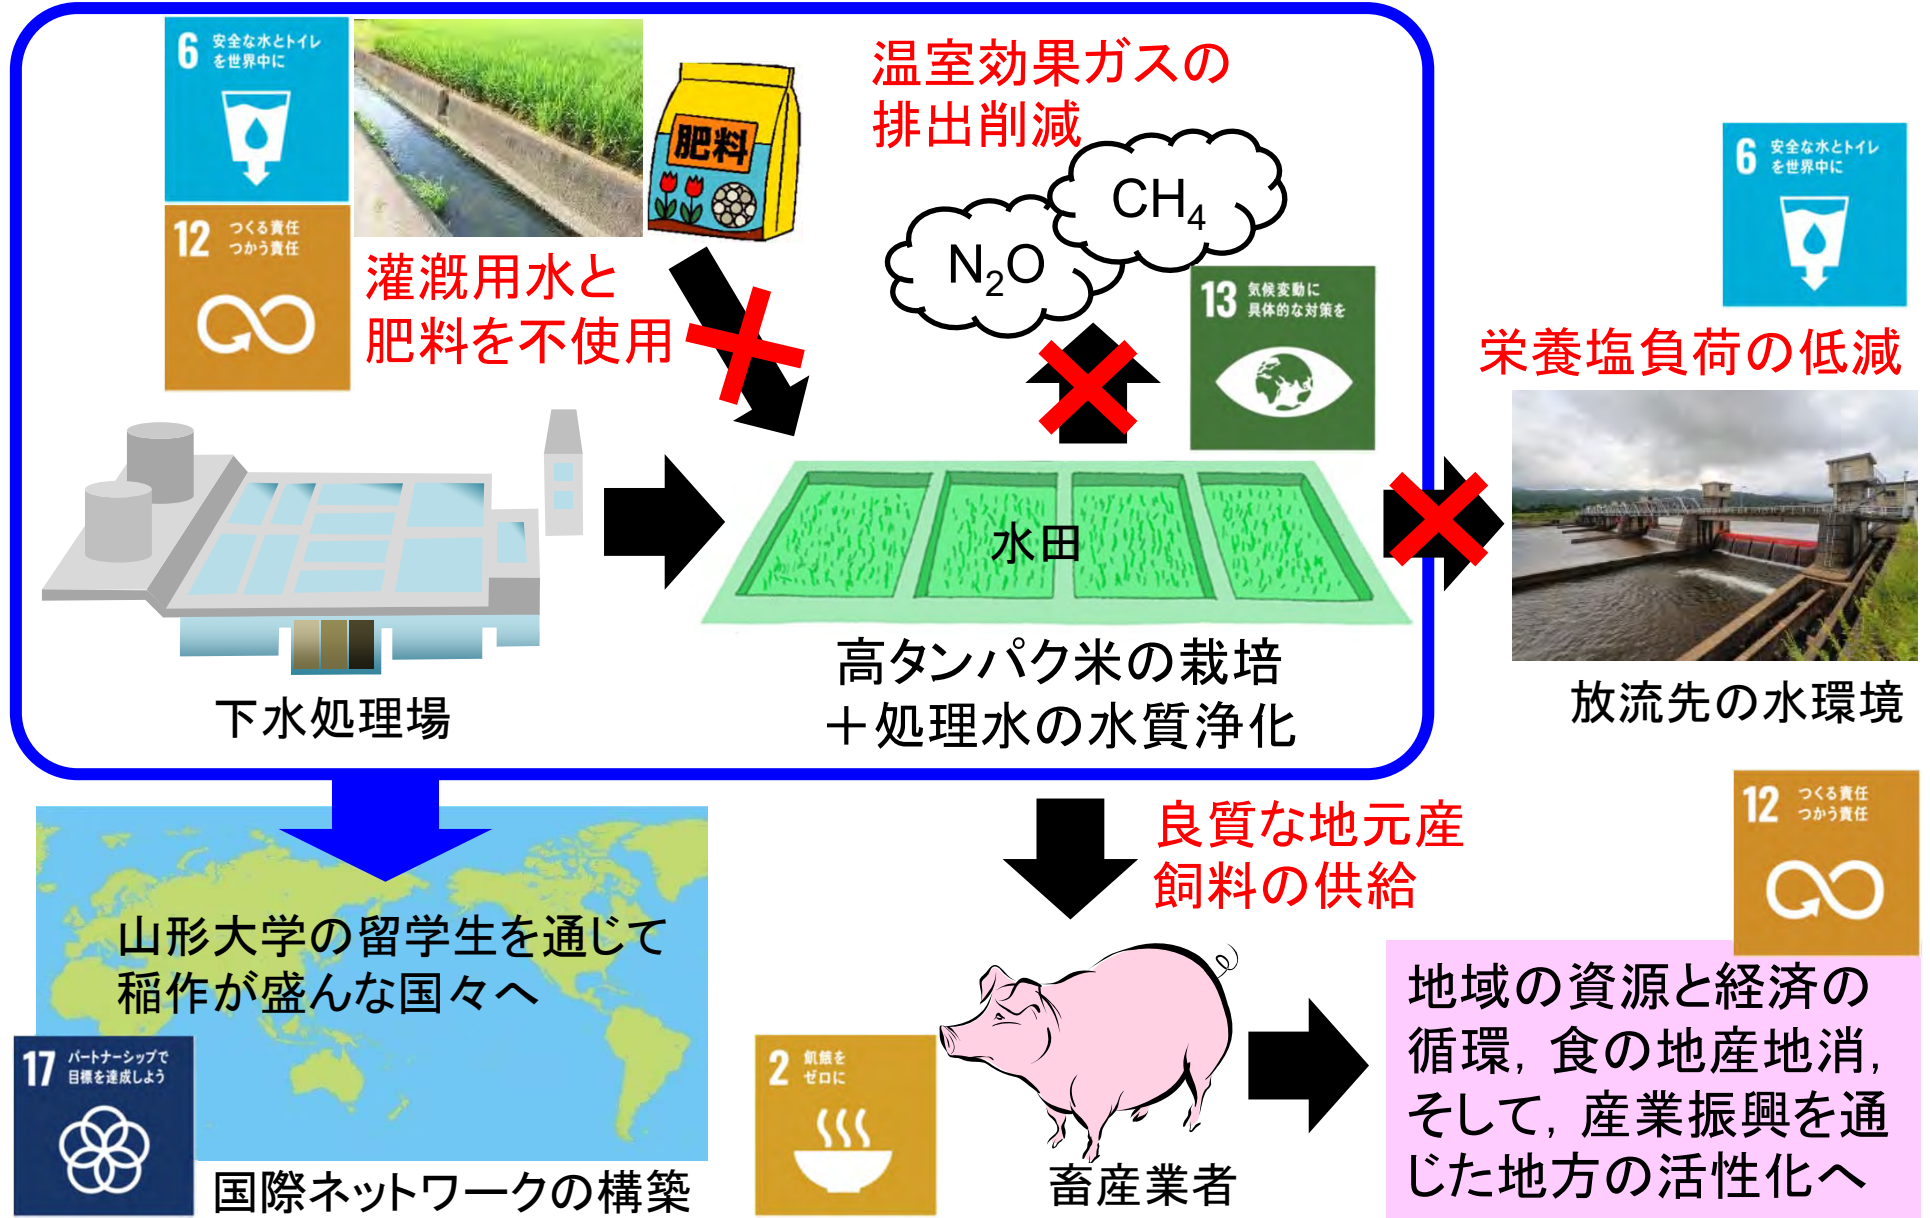 6 安全な水とトイレ
を世界中に
12 つくる責任
つかう責任
肥料
灌漑用水と
肥料を不使用
温室効果ガスの
排出削減
N₂O
CH₄
13 気候変動に
具体的な対策を
6 安全な水とトイレ
を世界中に
栄養塩負荷の低減
水田
下水処理場
高タンパク米の栽培
＋処理水の水質浄化
放流先の水環境
山形大学の留学生を通じて
稲作が盛んな国々へ
17 パートナーシップで
目標を達成しよう
国際ネットワークの構築
良質な地元産
飼料の供給
2 飢餓を
ゼロに
畜産業者
12 つくる責任
つかう責任
地域の資源と経済の
循環，食の地産地消，
そして，産業振興を通
じた地方の活性化へ